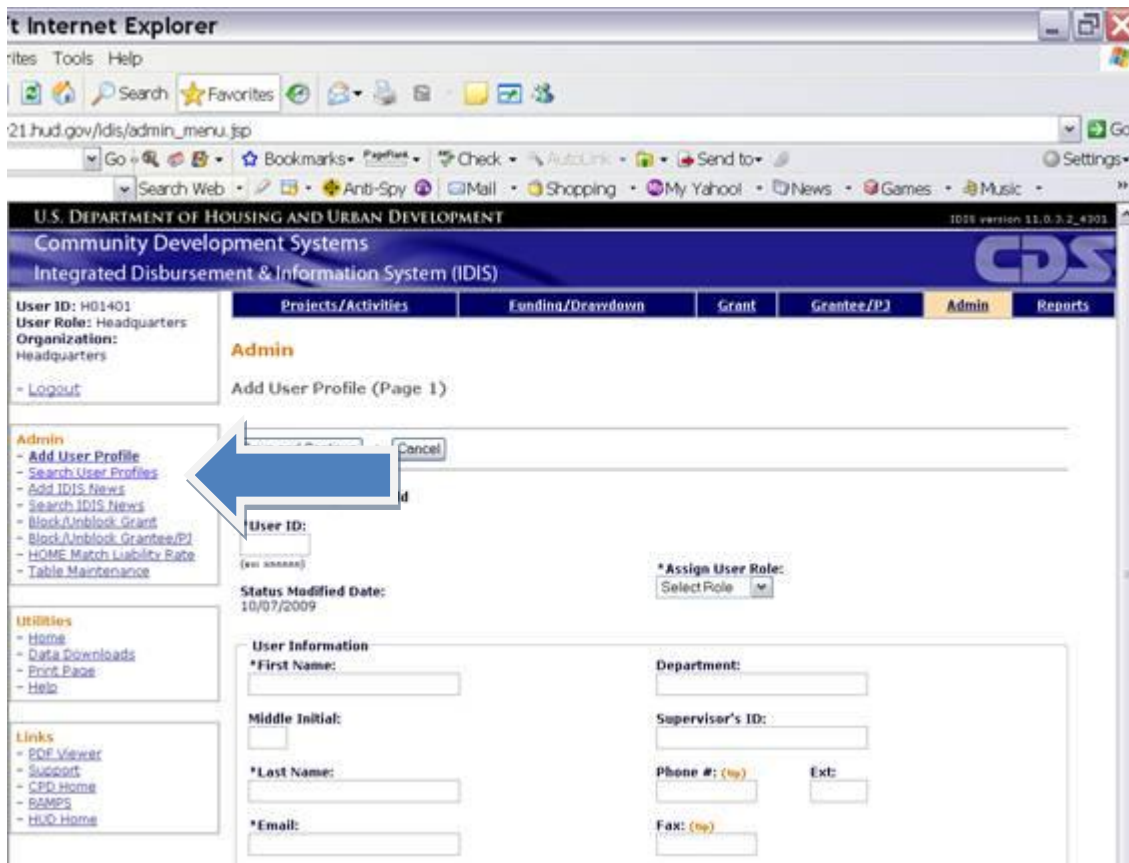 't Internet Explorer
rites Tools Help
Search Favorites
21.hud.gov/idis/admin_menu.jsp Go
Go Bookmarks PageRank Check AutoLink Send to Settings
Search Web Anti-Spy Mail Shopping My Yahoo! News Games Music »
U.S. DEPARTMENT OF HOUSING AND URBAN DEVELOPMENT IDIS version 11.0.3.2_4301
Community Development Systems
Integrated Disbursement & Information System (IDIS)
CDS
User ID: H01401
User Role: Headquarters
Organization:
Headquarters
- Logout
Projects/Activities Funding/Drawdown Grant Grantee/PJ Admin Reports
Admin
Add User Profile (Page 1)
Admin
- Add User Profile
- Search User Profiles
- Add IDIS News
- Search IDIS News
- Block/Unblock Grant
- Block/Unblock Grantee/PJ
- HOME Match Liability Rate
- Table Maintenance
Utilities
- Home
- Data Downloads
- Print Page
- Help
Links
- PDF Viewer
- Support
- CPD Home
- RAMPS
- HUD Home
Cancel
*User ID:
*Assign User Role:
Select Role
Status Modified Date:
10/07/2009
User Information
*First Name:
Department:
Middle Initial:
Supervisor's ID:
*Last Name:
Phone #: (tip) Ext:
*Email:
Fax: (tip)